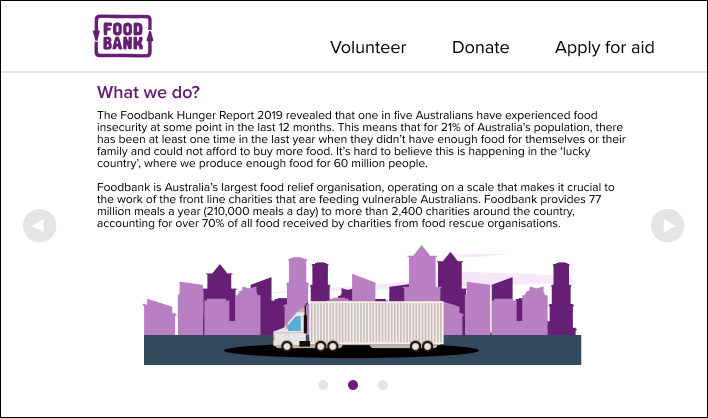 FOOD
BANK
Volunteer
Donate
Apply for aid
What we do?
The Foodbank Hunger Report 2019 revealed that one in five Australians have experienced food
insecurity at some point in the last 12 months. This means that for 21% of Australia's population, there
has been at least one time in the last year when they didn't have enough food for themselves or their
family and could not afford to buy more food. It's hard to believe this is happening in the 'lucky
country', where we produce enough food for 60 million people.
Foodbank is Australia's largest food relief organisation, operating on a scale that makes it crucial to
the work of the front line charities that are feeding vulnerable Australians. Foodbank provides 77
million meals a year (210,000 meals a day) to more than 2,400 charities around the country,
accounting for over 70% of all food received by charities from food rescue organisations.